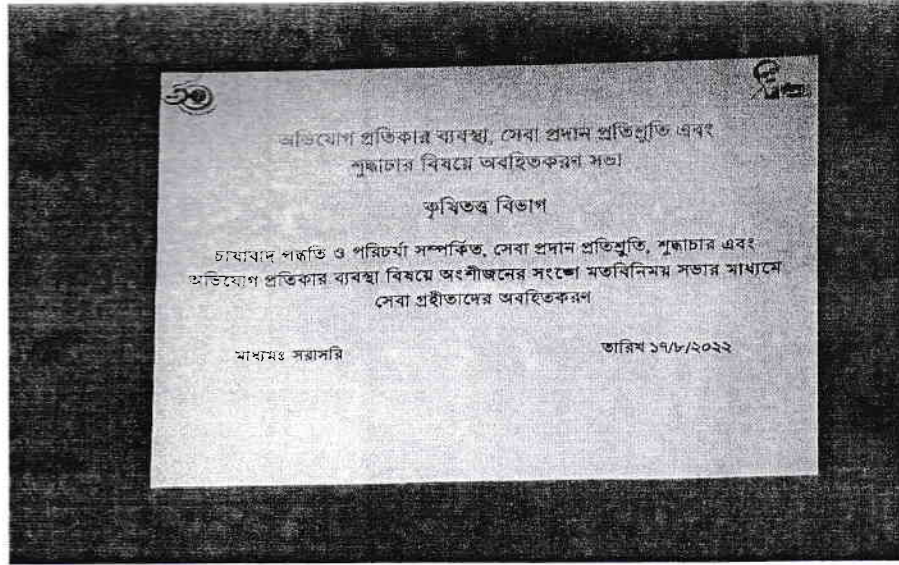 অভিযোগ প্রতিকার ব্যবস্থা, সেবা প্রদান প্রতিশ্রুতি এবং
শুদ্ধাচার বিষয়ে অবহিতকরণ সভা
কৃষিতত্ত্ব বিভাগ
চাষাবাদ পদ্ধতি ও পরিচর্যা সম্পর্কিত, সেবা প্রদান প্রতিশ্রুতি, শুদ্ধাচার এবং
অভিযোগ প্রতিকার ব্যবস্থা বিষয়ে অংশীজনের সংঙ্গে মতবিনিময় সভার মাধ্যমে
সেবা গ্রহীতাদের অবহিতকরণ
মাধ্যমঃ সরাসরি
তারিখ ১৭/৮/২০২২